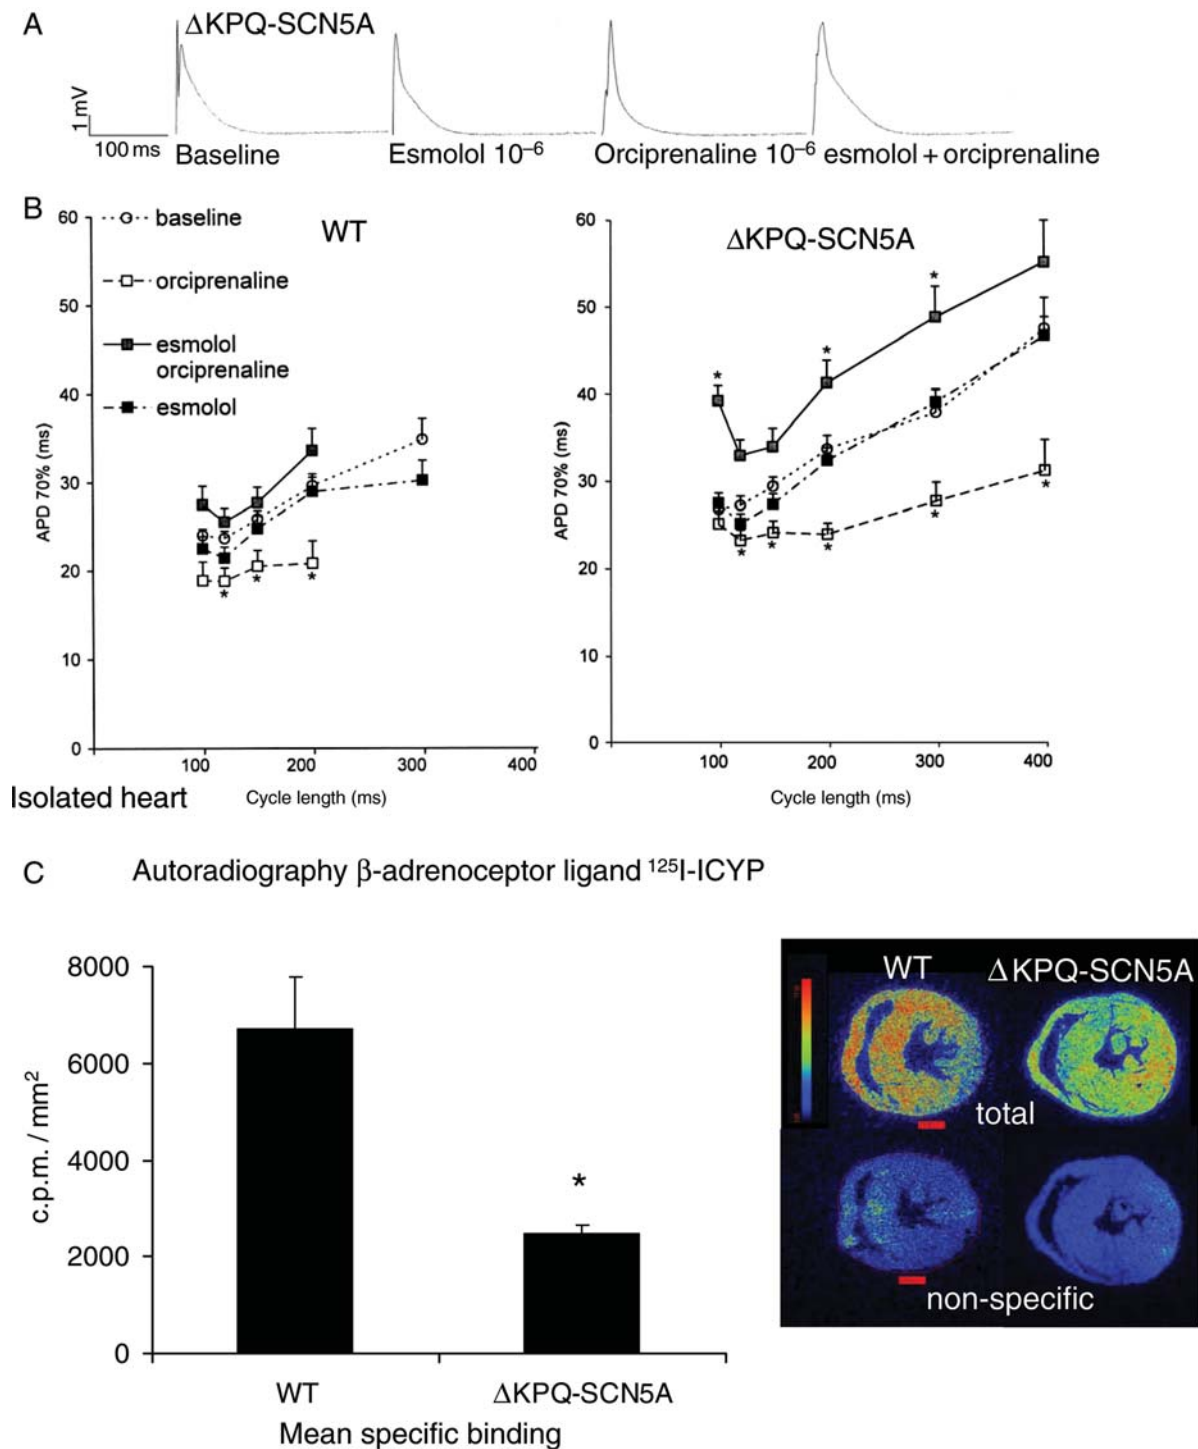 A
ΔKPQ-SCN5A
1 mV
100 ms
Baseline
Esmolol 10⁻⁶
Orciprenaline 10⁻⁶ esmolol + orciprenaline
B
WT
baseline
orciprenaline
esmolol
orciprenaline
esmolol
APD 70% (ms)
60
50
40
30
20
10
0
100
200
300
400
Cycle length (ms)
Isolated heart
ΔKPQ-SCN5A
APD 70% (ms)
60
50
40
30
20
10
0
100
200
300
400
Cycle length (ms)
*
*
*
*
*
*
*
*
*
*
*
*
C
Autoradiography β-adrenoceptor ligand ¹²⁵I-ICYP
c.p.m. / mm²
8000
6000
4000
2000
0
*
WT
ΔKPQ-SCN5A
Mean specific binding
WT
ΔKPQ-SCN5A
total
non-specific